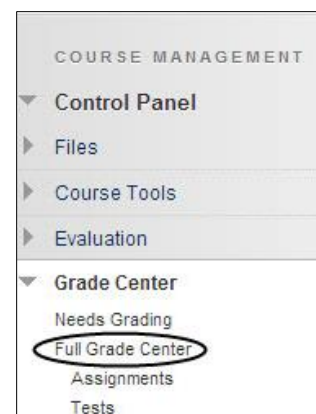 COURSE MANAGEMENT
Control Panel
Files
Course Tools
Evaluation
Grade Center
Needs Grading
Full Grade Center
Assignments
Tests